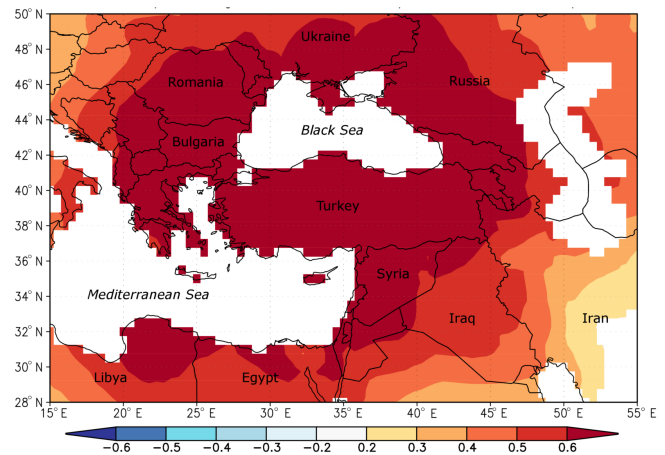 50° N
Ukraine
48° N
46° N
Romania
Russia
44° N
Black Sea
Bulgaria
42° N
40° N
Turkey
38° N
36° N
Syria
34° N
Mediterranean Sea
Iraq
Iran
32° N
30° N
Libya
Egypt
28° N
15° E 20° E 25° E 30° E 35° E 40° E 45° E 50° E 55° E
-0.6 -0.5 -0.4 -0.3 -0.2 0.2 0.3 0.4 0.5 0.6